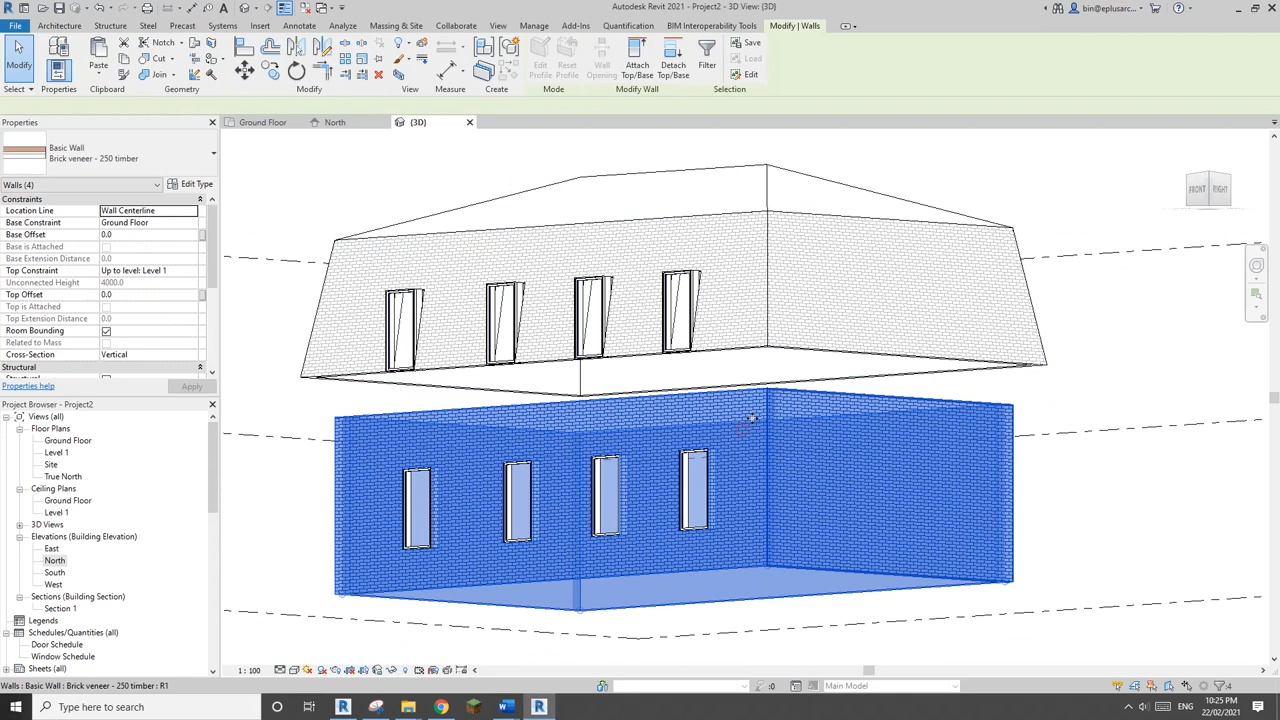 Autodesk Revit 2021 - Project2 - 3D View: {3D}
bin@eplusarc...
File Architecture Structure Steel Precast Systems Insert Annotate Analyze Massing & Site Collaborate View Manage Add-Ins Quantification BIM Interoperability Tools Modify | Walls
Modify
Paste
Notch
Cut
Join
Edit Profile
Reset Profile
Wall Opening
Attach Top/Base
Detach Top/Base
Filter
Save
Load
Edit
Select Properties Clipboard Geometry Modify View Measure Create Mode Modify Wall Selection
Properties
Ground Floor
North
{3D}
Basic Wall
Brick veneer - 250 timber
Walls (4)
Edit Type
Constraints
Location Line Wall Centerline
Base Constraint Ground Floor
Base Offset 0.0
Base is Attached
Base Extension Distance 0.0
Top Constraint Up to level: Level 1
Unconnected Height 4000.0
Top Offset 0.0
Top is Attached
Top Extension Distance 0.0
Room Bounding
Related to Mass
Cross-Section Vertical
Structural
Properties help
Apply
FRONT RIGHT
Project Browser - Project2
Views (all)
Floor Plans
Ground Floor
Level 1
Site
True North
Ceiling Plans
Ground Floor
Level 1
3D Views
Elevations (Building Elevation)
East
North
South
West
Sections (Building Section)
Section 1
Legends
Schedules/Quantities (all)
Door Schedule
Window Schedule
Sheets (all)
1 : 100
Walls : Basic Wall : Brick veneer - 250 timber : R1
:0
Main Model
:4
Type here to search
ENG
10:25 PM
22/02/2021